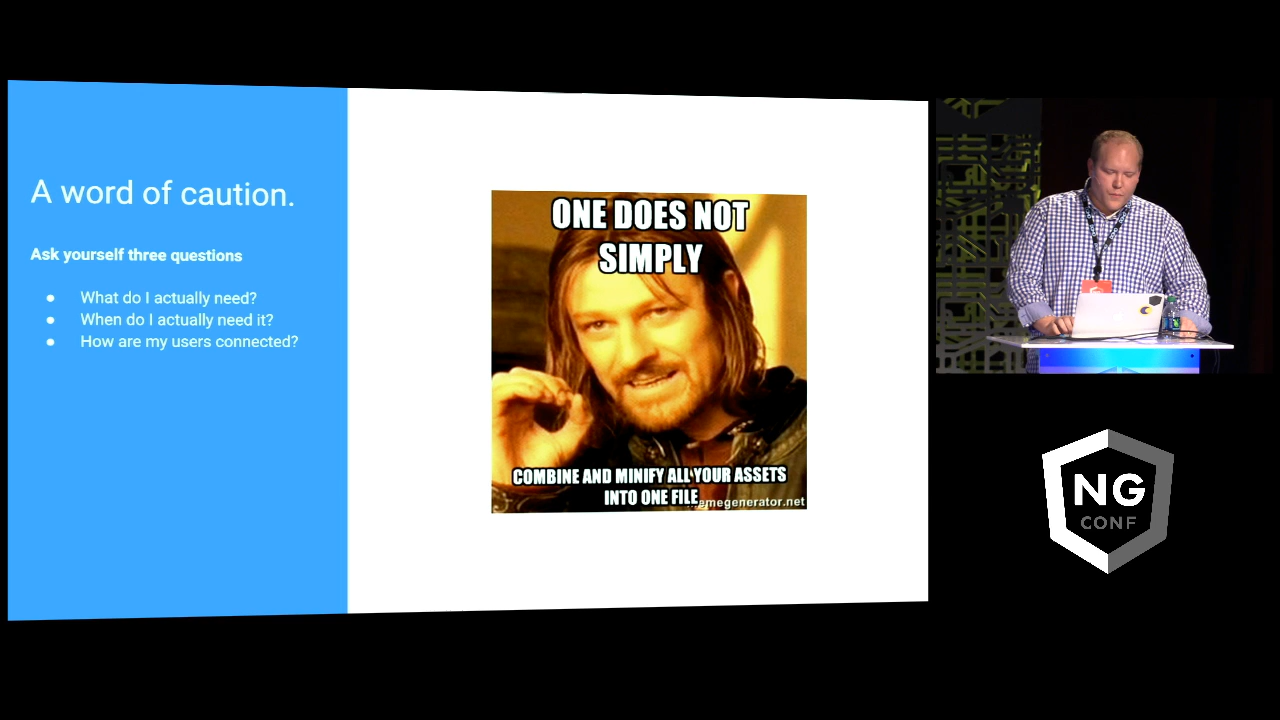 A word of caution.
Ask yourself three questions
● What do I actually need?
● When do I actually need it?
● How are my users connected?
ONE DOES NOT
SIMPLY
COMBINE AND MINIFY ALL YOUR ASSETS
INTO ONE FILE
emegenerator.net
NG
CONF